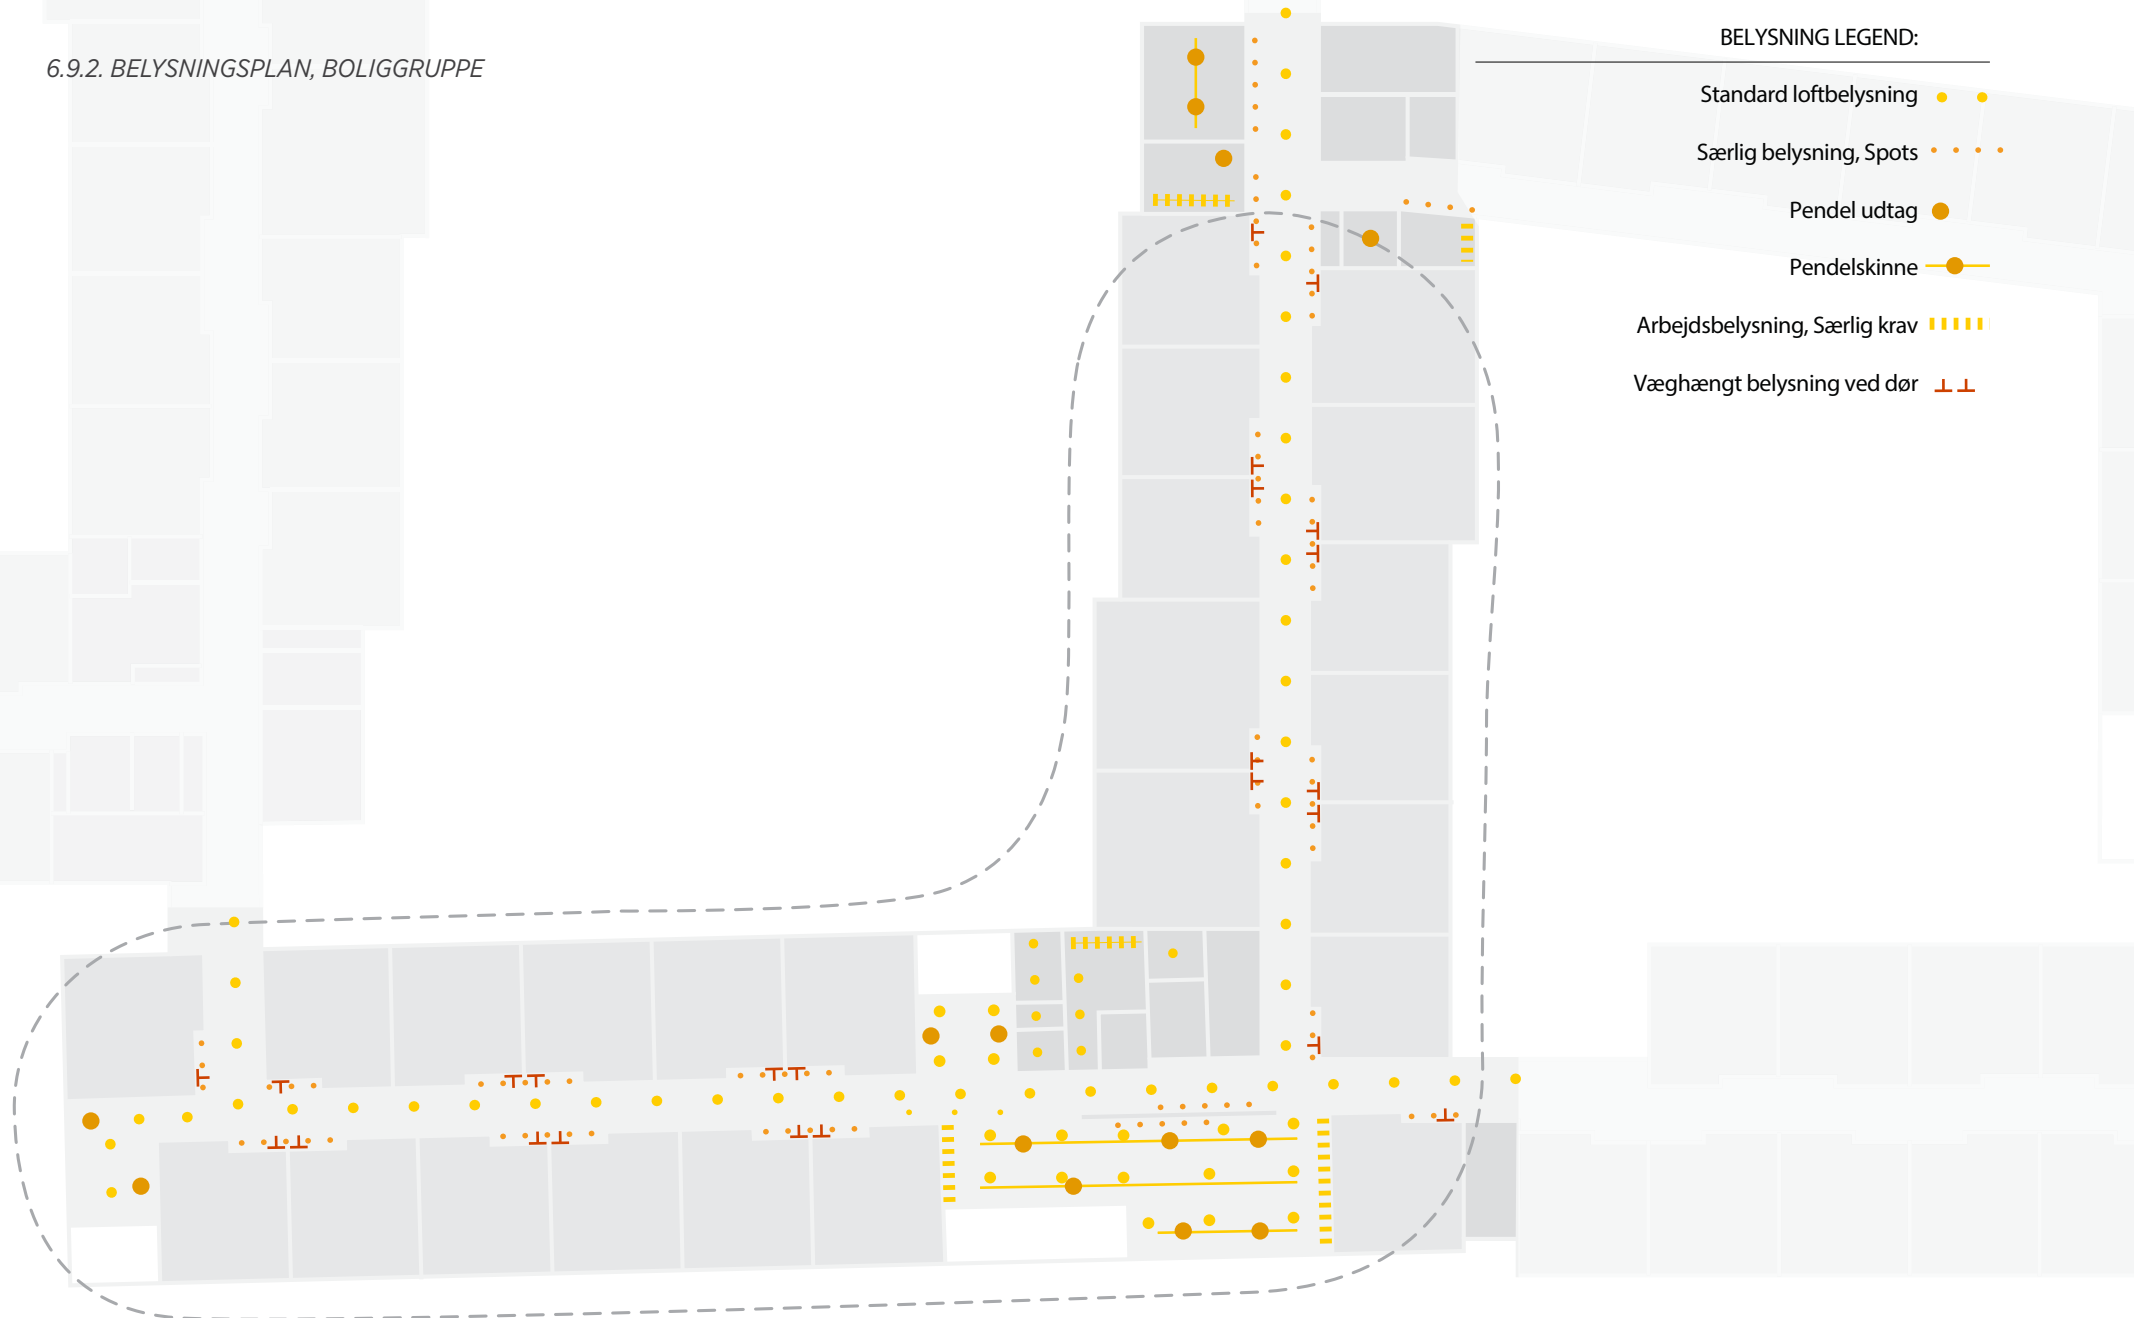 6.9.2. BELYSNINGSPLAN, BOLIGGRUPPE
BELYSNING LEGEND:
Standard loftbelysning
Særlig belysning, Spots
Pendel udtag
Pendelskinne
Arbejdsbelysning, Særlig krav
Væghængt belysning ved dør